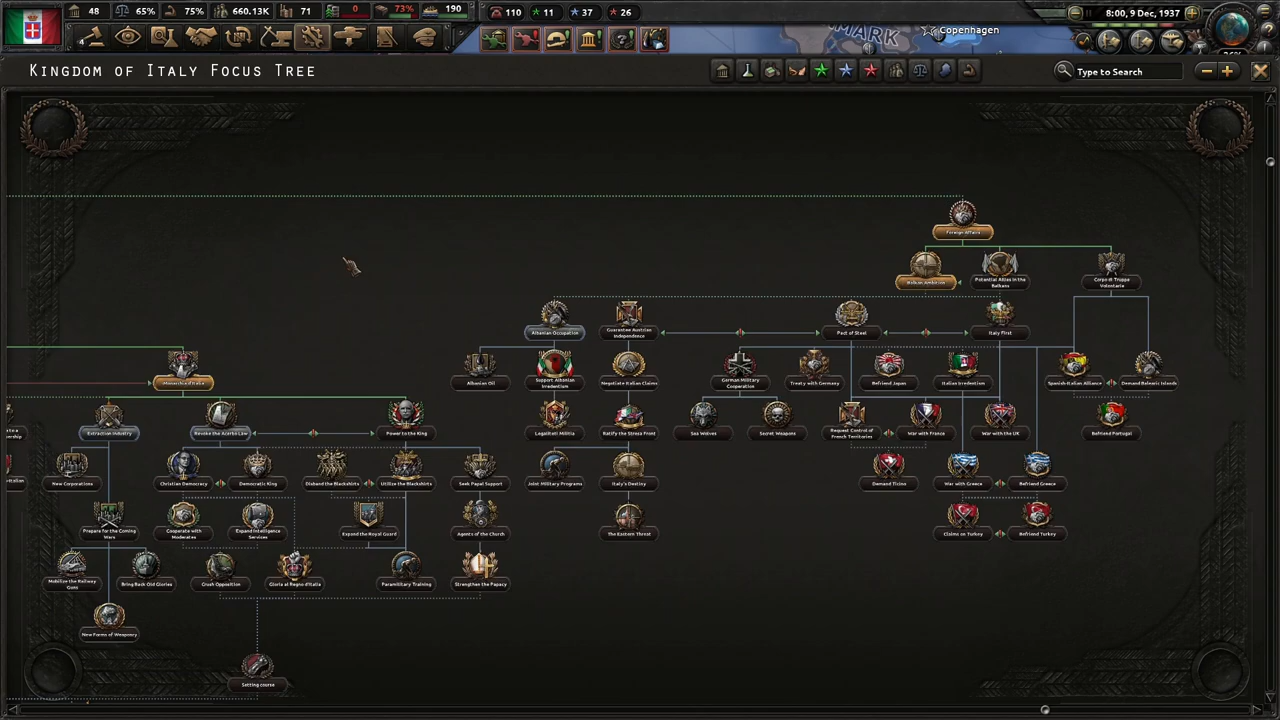 48 65% 75% 660.13K 71 0 73% 190 110 11 37 26 8:00, 9 Dec, 1937
4
MARK
Copenhagen
KINGDOM OF ITALY FOCUS TREE
Type to Search
Foreign Affairs
Balkan Ambition
Potential Allies in the
Balkans
Corpo di Truppe
Volontarie
Albanian Occupation
Guarantee Austrian
Independence
Pact of Steel
Italy First
Monarchia d'Italia
Albanian Oil
Support Albanian
Irredentism
Negotiate Italian Claims
German Military
Cooperation
Treaty with Germany
Befriend Japan
Italian Irredentism
Spanish-Italian Alliance
Demand Balearic Islands
Extraction Industry
Revoke the Acerbo Law
Power to the King
Legaliteti Militia
Ratify the Stresa Front
Sea Wolves
Secret Weapons
Request Control of
French Territories
War with France
War with the UK
Befriend Portugal
New Corporations
Christian Democracy
Democratic King
Disband the Blackshirts
Utilize the Blackshirts
Seek Papal Support
Joint Military Programs
Italy's Destiny
Demand Ticino
War with Greece
Befriend Greece
Prepare for the Coming
Wars
Cooperate with
Moderates
Expand Intelligence
Services
Expand the Royal Guard
Agents of the Church
The Eastern Threat
Claims on Turkey
Befriend Turkey
Mobilize the Railway
Guns
Bring Back Old Glories
Crush Opposition
Gloria al Regno d'Italia
Paramilitary Training
Strengthen the Papacy
New Forms of Weaponry
Setting course